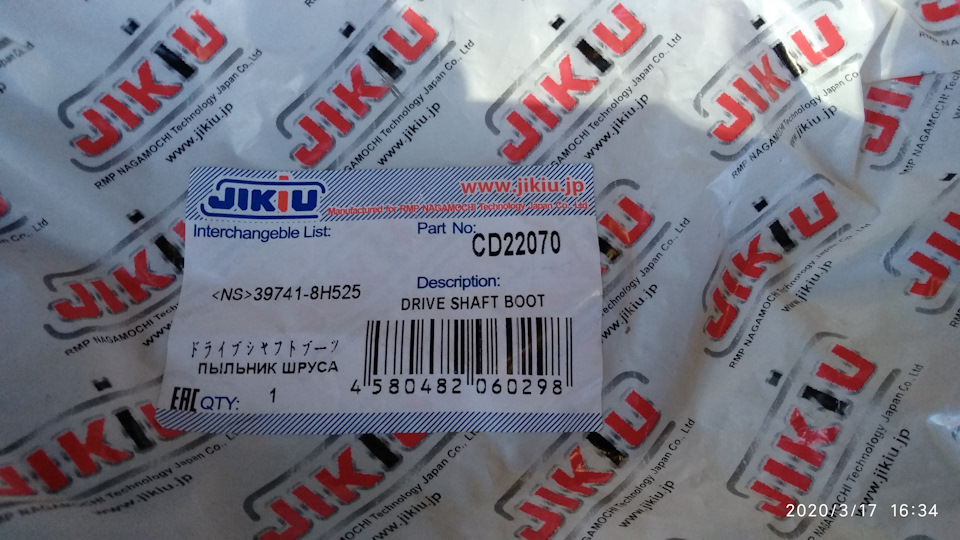 JIKIU
www.jikiu.jp
Manufactured for RMP NAGAMOCHI Technology Japan Co., Ltd
Interchangeble List:
Part No:
CD22070
<NS>39741-8H525
Description:
DRIVE SHAFT BOOT
ドライブシャフトブーツ
ПЫЛЬНИК ШРУСА
4 580482 060298
EAC QTY: 1
JIKIU
RMP NAGAMOCHI Technology Japan Co., Ltd
www.jikiu.jp
2020/3/17 16:34